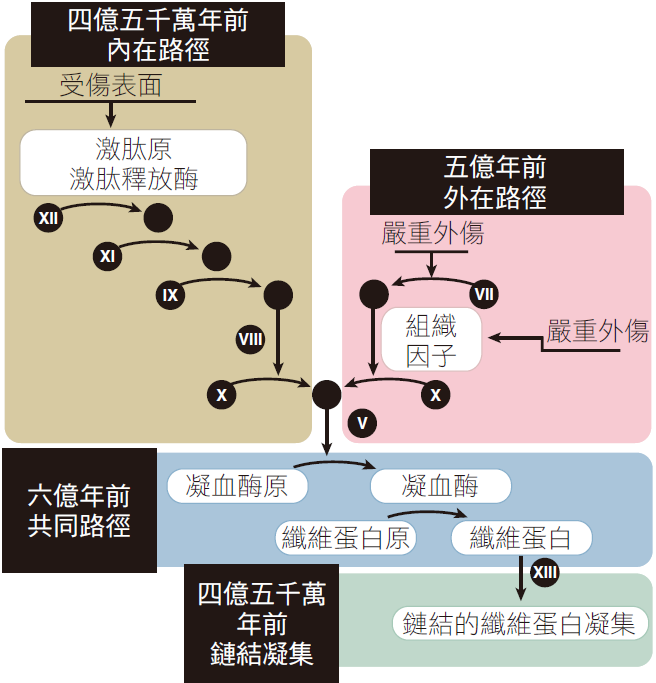 四億五千萬年前
內在路徑
受傷表面
激肽原
激肽釋放酶
XII
XI
IX
VIII
X
五億年前
外在路徑
嚴重外傷
VII
組織
因子
嚴重外傷
X
V
六億年前
共同路徑
凝血酶原
凝血酶
纖維蛋白原
纖維蛋白
XIII
四億五千萬
年前
鏈結凝集
鏈結的纖維蛋白凝集